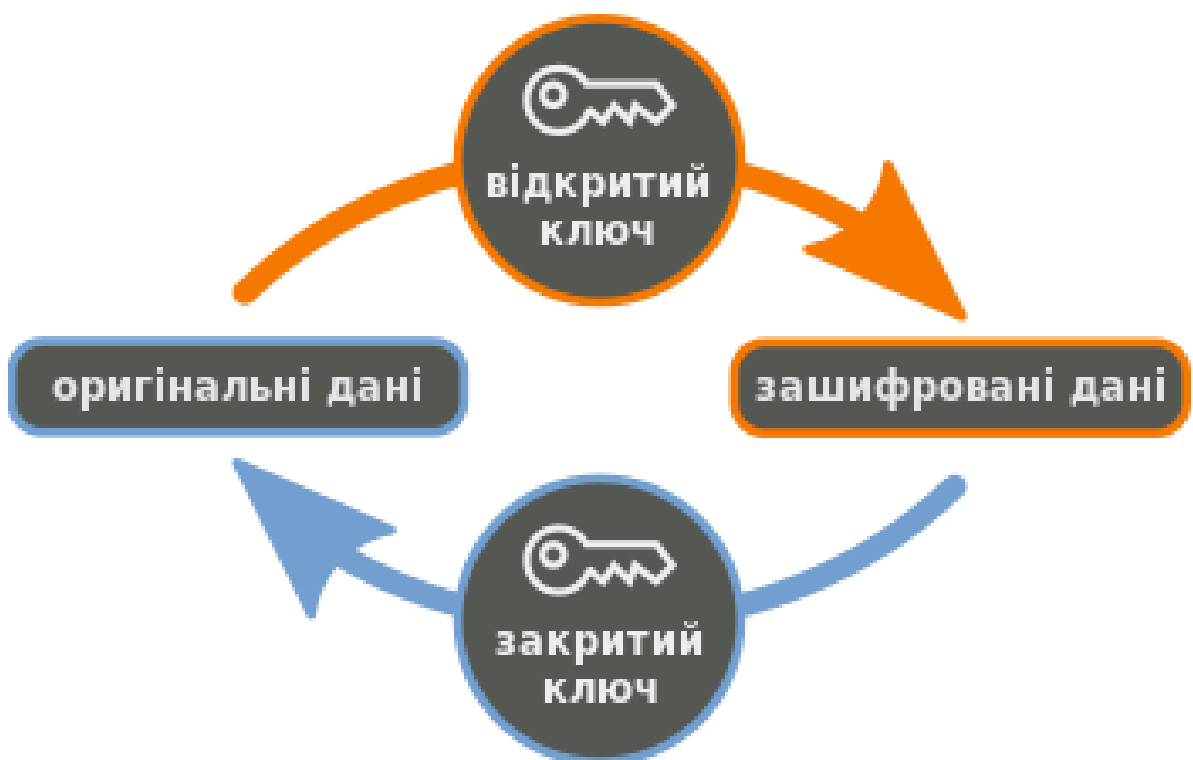 відкритий
ключ
оригінальні дані
зашифровані дані
закритий
ключ